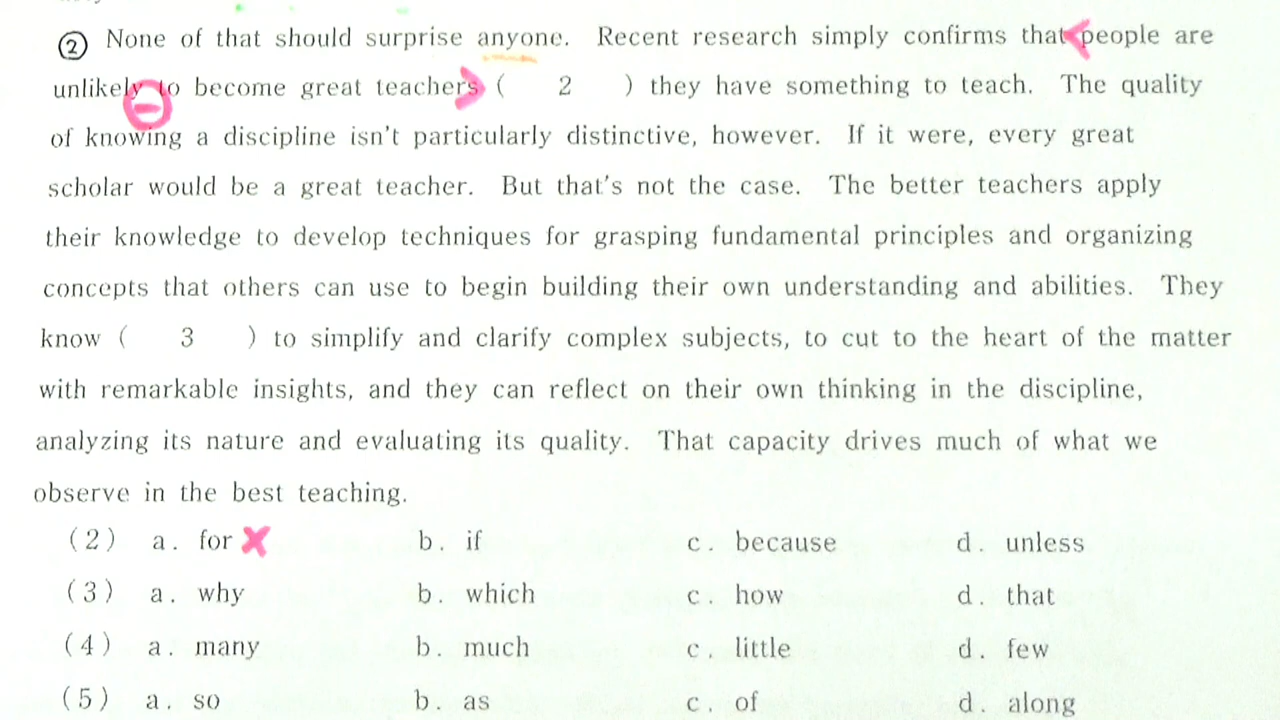 ② None of that should surprise anyone. Recent research simply confirms that people are
unlikely to become great teachers ( 2 ) they have something to teach. The quality
of knowing a discipline isn't particularly distinctive, however. If it were, every great
scholar would be a great teacher. But that's not the case. The better teachers apply
their knowledge to develop techniques for grasping fundamental principles and organizing
concepts that others can use to begin building their own understanding and abilities. They
know ( 3 ) to simplify and clarify complex subjects, to cut to the heart of the matter
with remarkable insights, and they can reflect on their own thinking in the discipline,
analyzing its nature and evaluating its quality. That capacity drives much of what we
observe in the best teaching.
(2) a. for b. if c. because d. unless
(3) a. why b. which c. how d. that
(4) a. many b. much c. little d. few
(5) a. so b. as c. of d. along